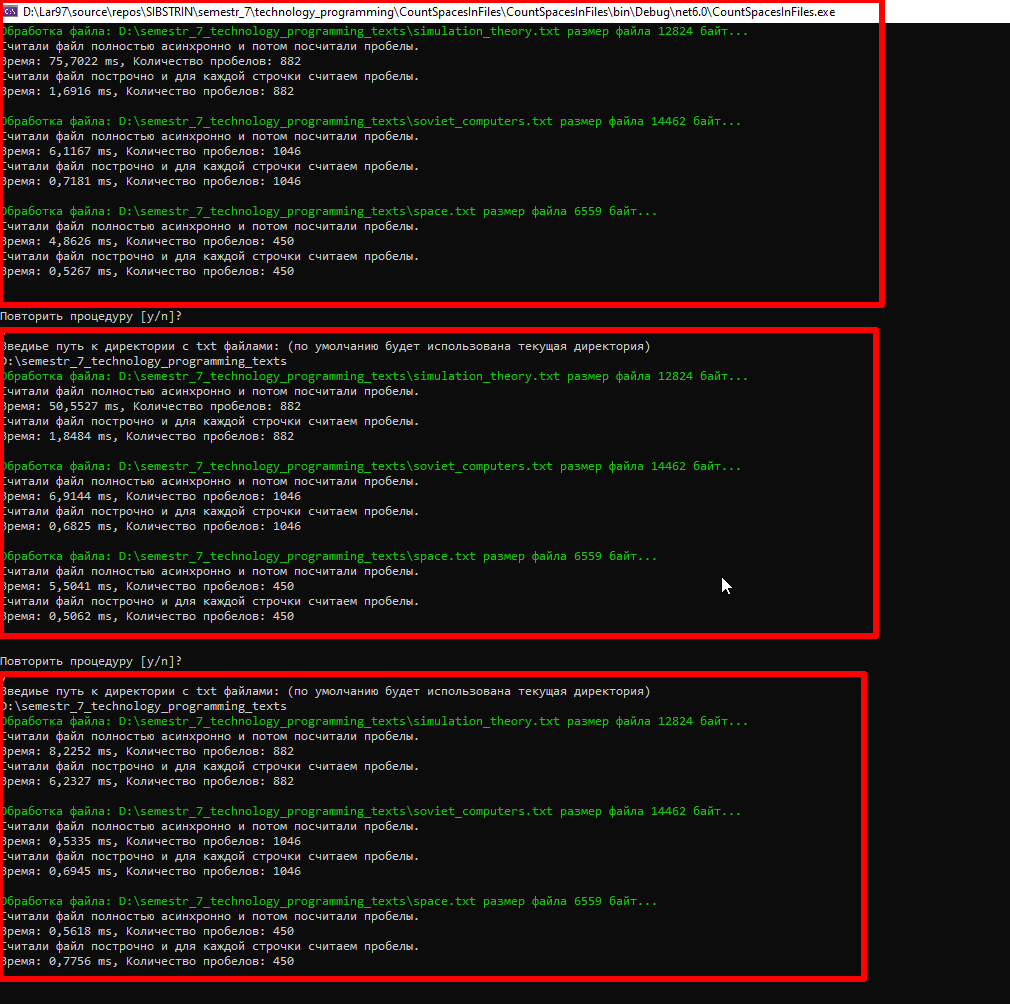 D:\Lar97\source\repos\SIBSTRIN\semestr_7\technology_programming\CountSpacesInFiles\CountSpacesInFiles\bin\Debug\net6.0\CountSpacesInFiles.exe
Обработка файла: D:\semestr_7_technology_programming_texts\simulation_theory.txt размер файла 12824 байт...
Считали файл полностью асинхронно и потом посчитали пробелы.
Время: 75,7022 ms, Количество пробелов: 882
Считали файл построчно и для каждой строчки считаем пробелы.
Время: 1,6916 ms, Количество пробелов: 882
Обработка файла: D:\semestr_7_technology_programming_texts\soviet_computers.txt размер файла 14462 байт...
Считали файл полностью асинхронно и потом посчитали пробелы.
Время: 6,1167 ms, Количество пробелов: 1046
Считали файл построчно и для каждой строчки считаем пробелы.
Время: 0,7181 ms, Количество пробелов: 1046
Обработка файла: D:\semestr_7_technology_programming_texts\space.txt размер файла 6559 байт...
Считали файл полностью асинхронно и потом посчитали пробелы.
Время: 4,8626 ms, Количество пробелов: 450
Считали файл построчно и для каждой строчки считаем пробелы.
Время: 0,5267 ms, Количество пробелов: 450
Повторить процедуру [y/n]?
Введиье путь к директории с txt файлами: (по умолчанию будет использована текущая директория)
D:\semestr_7_technology_programming_texts
Обработка файла: D:\semestr_7_technology_programming_texts\simulation_theory.txt размер файла 12824 байт...
Считали файл полностью асинхронно и потом посчитали пробелы.
Время: 50,5527 ms, Количество пробелов: 882
Считали файл построчно и для каждой строчки считаем пробелы.
Время: 1,8484 ms, Количество пробелов: 882
Обработка файла: D:\semestr_7_technology_programming_texts\soviet_computers.txt размер файла 14462 байт...
Считали файл полностью асинхронно и потом посчитали пробелы.
Время: 6,9144 ms, Количество пробелов: 1046
Считали файл построчно и для каждой строчки считаем пробелы.
Время: 0,6825 ms, Количество пробелов: 1046
Обработка файла: D:\semestr_7_technology_programming_texts\space.txt размер файла 6559 байт...
Считали файл полностью асинхронно и потом посчитали пробелы.
Время: 5,5041 ms, Количество пробелов: 450
Считали файл построчно и для каждой строчки считаем пробелы.
Время: 0,5062 ms, Количество пробелов: 450
Повторить процедуру [y/n]?
Введиье путь к директории с txt файлами: (по умолчанию будет использована текущая директория)
D:\semestr_7_technology_programming_texts
Обработка файла: D:\semestr_7_technology_programming_texts\simulation_theory.txt размер файла 12824 байт...
Считали файл полностью асинхронно и потом посчитали пробелы.
Время: 8,2252 ms, Количество пробелов: 882
Считали файл построчно и для каждой строчки считаем пробелы.
Время: 6,2327 ms, Количество пробелов: 882
Обработка файла: D:\semestr_7_technology_programming_texts\soviet_computers.txt размер файла 14462 байт...
Считали файл полностью асинхронно и потом посчитали пробелы.
Время: 0,5335 ms, Количество пробелов: 1046
Считали файл построчно и для каждой строчки считаем пробелы.
Время: 0,6945 ms, Количество пробелов: 1046
Обработка файла: D:\semestr_7_technology_programming_texts\space.txt размер файла 6559 байт...
Считали файл полностью асинхронно и потом посчитали пробелы.
Время: 0,5618 ms, Количество пробелов: 450
Считали файл построчно и для каждой строчки считаем пробелы.
Время: 0,7756 ms, Количество пробелов: 450